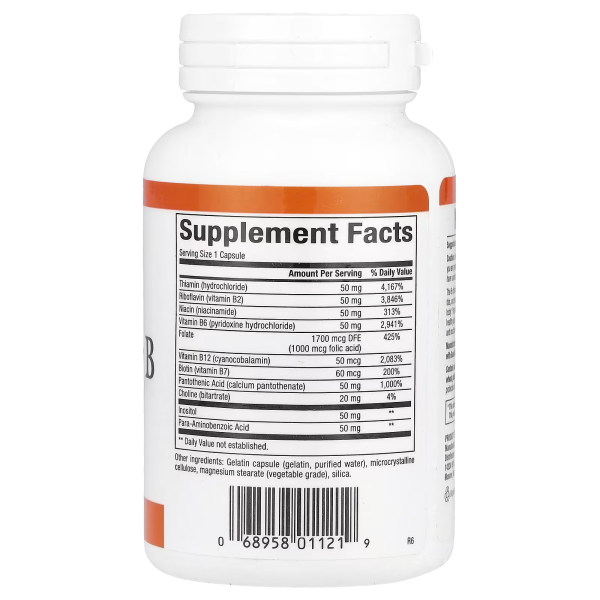 B
Supplement Facts
Serving Size 1 Capsule
Amount Per Serving % Daily Value
Thiamin (hydrochloride) 50 mg 4,167%
Riboflavin (vitamin B2) 50 mg 3,846%
Niacin (niacinamide) 50 mg 313%
Vitamin B6 (pyridoxine hydrochloride) 50 mg 2,941%
Folate 1700 mcg DFE 425%
(1000 mcg folic acid)
Vitamin B12 (cyanocobalamin) 50 mcg 2,083%
Biotin (vitamin B7) 60 mcg 200%
Pantothenic Acid (calcium pantothenate) 50 mg 1,000%
Choline (bitartrate) 20 mg 4%
Inositol 50 mg **
Para-Aminobenzoic Acid 50 mg **
** Daily Value not established.
Other ingredients: Gelatin capsule (gelatin, purified water), microcrystalline
cellulose, magnesium stearate (vegetable grade), silica.
0 68958 01121 9
R6